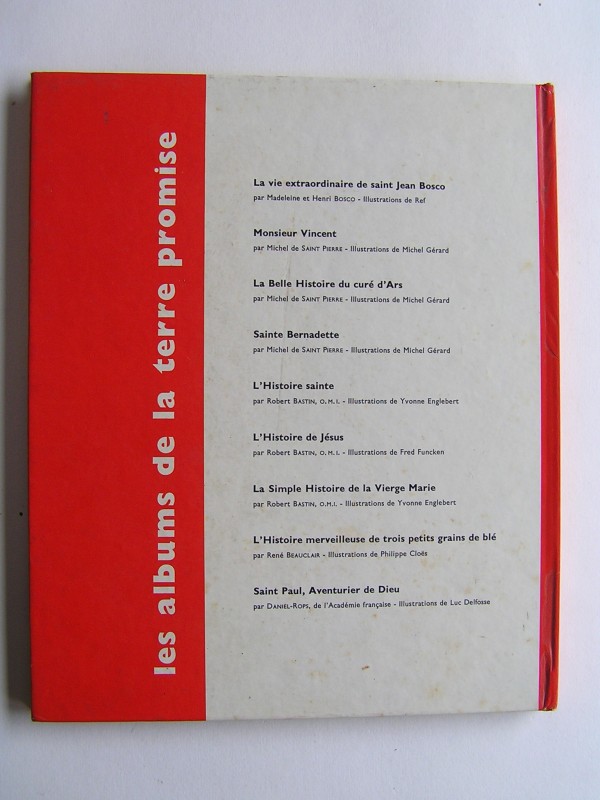 les albums de la terre promise
La vie extraordinaire de saint Jean Bosco
par Madeleine et Henri BOSCO - Illustrations de Ref
Monsieur Vincent
par Michel de SAINT PIERRE - Illustrations de Michel Gérard
La Belle Histoire du curé d'Ars
par Michel de SAINT PIERRE - Illustrations de Michel Gérard
Sainte Bernadette
par Michel de SAINT PIERRE - Illustrations de Michel Gérard
L'Histoire sainte
par Robert BASTIN, O. M. I. - Illustrations de Yvonne Englebert
L'Histoire de Jésus
par Robert BASTIN, O. M. I. - Illustrations de Fred Funcken
La Simple Histoire de la Vierge Marie
par Robert BASTIN, O.M.I. - Illustrations de Yvonne Englebert
L'Histoire merveilleuse de trois petits grains de blé
par René BEAUCLAIR - Illustrations de Philippe Cloës
Saint Paul, Aventurier de Dieu
par DANIEL-ROPS, de l'Académie française - Illustrations de Luc Delfosse